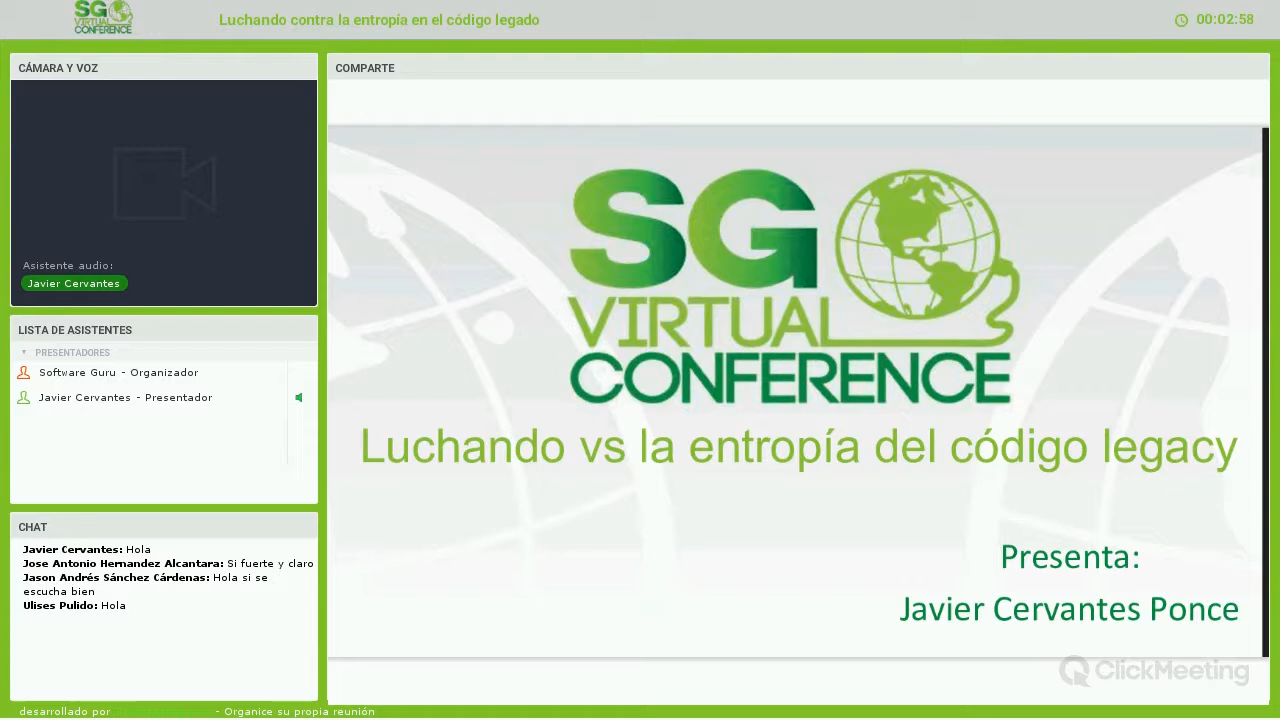 SG
VIRTUAL
CONFERENCE
Luchando contra la entropía en el código legado
00:02:58
CÁMARA Y VOZ
Asistente audio:
Javier Cervantes
LISTA DE ASISTENTES
PRESENTADORES
Software Guru - Organizador
Javier Cervantes - Presentador
CHAT
Javier Cervantes: Hola
Jose Antonio Hernandez Alcantara: Si fuerte y claro
Jason Andrés Sánchez Cárdenas: Hola si se
escucha bien
Ulises Pulido: Hola
COMPARTE
SG
VIRTUAL
CONFERENCE
Luchando vs la entropía del código legacy
Presenta:
Javier Cervantes Ponce
ClickMeeting
desarrollado por
- Organice su propia reunión